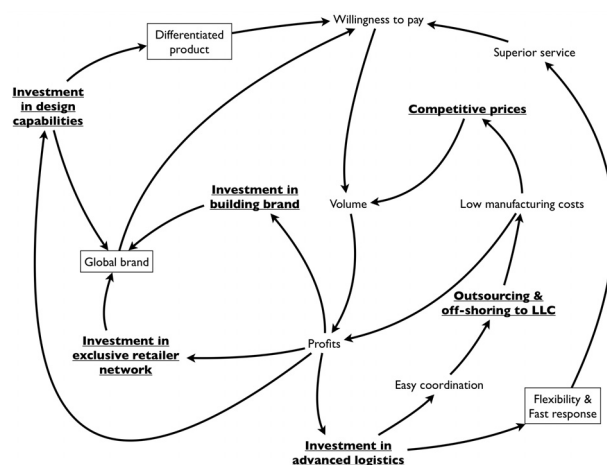 Differentiated
product
Willingness to pay
Superior service
Investment
in design
capabilities
Competitive prices
Investment in
building brand
Volume
Low manufacturing costs
Global brand
Outsourcing &
off-shoring to LLC
Investment in
exclusive retailer
network
Profits
Easy coordination
Flexibility &
Fast response
Investment in
advanced logistics